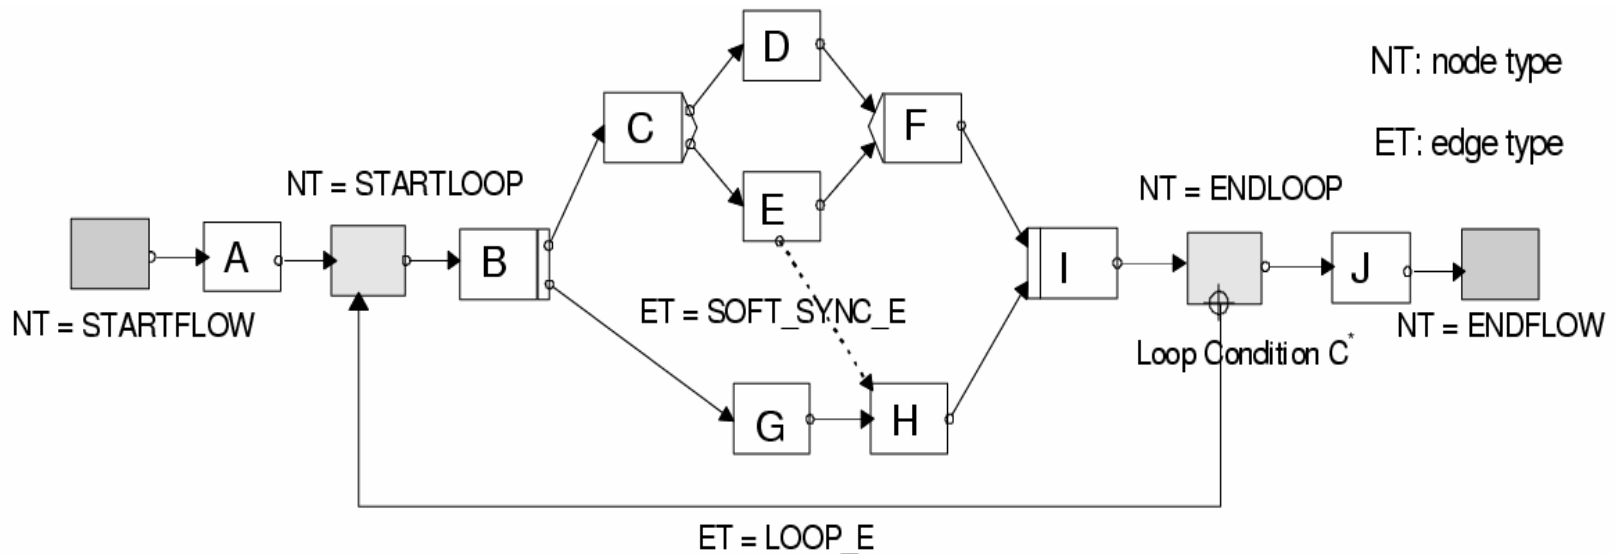 D
NT: node type
C
F
ET: edge type
NT = STARTLOOP
NT = ENDLOOP
E
A
B
I
J
ET = SOFT_SYNC_E
NT = STARTFLOW
NT = ENDFLOW
Loop Condition C*
G
H
ET = LOOP_E